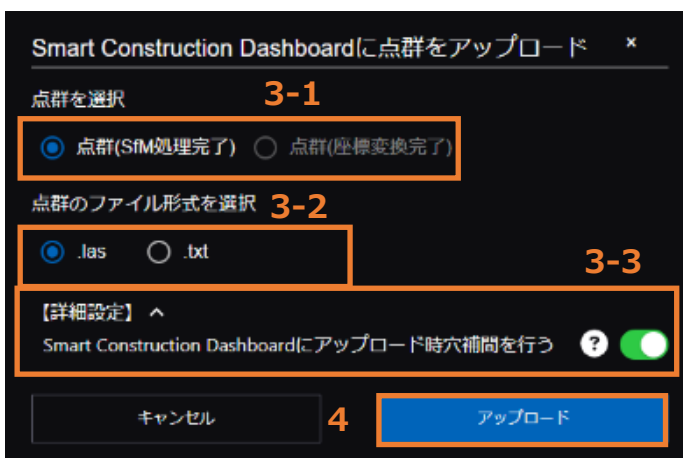 Smart Construction Dashboardに点群をアップロード ×
点群を選択 3-1
点群(SfM処理完了) 点群(座標変換完了)
点群のファイル形式を選択 3-2
.las .txt
3-3
【詳細設定】 ^
Smart Construction Dashboardにアップロード時穴補間を行う ?
キャンセル 4 アップロード